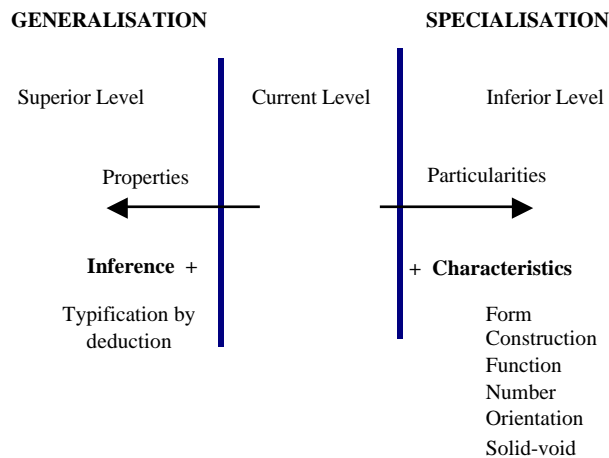 GENERALISATION SPECIALISATION
Superior Level Current Level Inferior Level
Properties Particularities
Inference + + Characteristics
Typification by
deduction
Form
Construction
Function
Number
Orientation
Solid-void